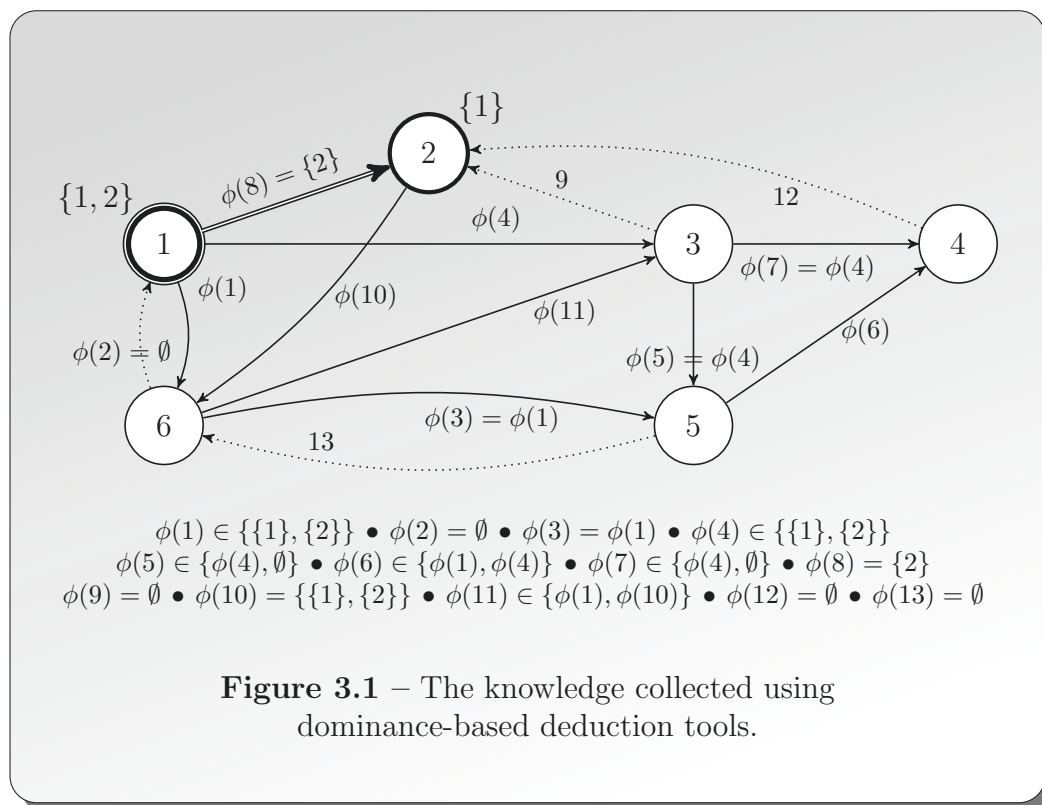 {1}
2
ϕ(8) = {2}
9
12
{1, 2}
1
ϕ(4)
3
4
ϕ(7) = ϕ(4)
ϕ(1)
ϕ(10)
ϕ(11)
ϕ(6)
ϕ(2) = ∅
ϕ(5) = ϕ(4)
6
ϕ(3) = ϕ(1)
5
13
ϕ(1) ∈ {{1}, {2}} • ϕ(2) = ∅ • ϕ(3) = ϕ(1) • ϕ(4) ∈ {{1}, {2}}
ϕ(5) ∈ {ϕ(4), ∅} • ϕ(6) ∈ {ϕ(1), ϕ(4)} • ϕ(7) ∈ {ϕ(4), ∅} • ϕ(8) = {2}
ϕ(9) = ∅ • ϕ(10) = {{1}, {2}} • ϕ(11) ∈ {ϕ(1), ϕ(10)} • ϕ(12) = ∅ • ϕ(13) = ∅
Figure 3.1 – The knowledge collected using
dominance-based deduction tools.